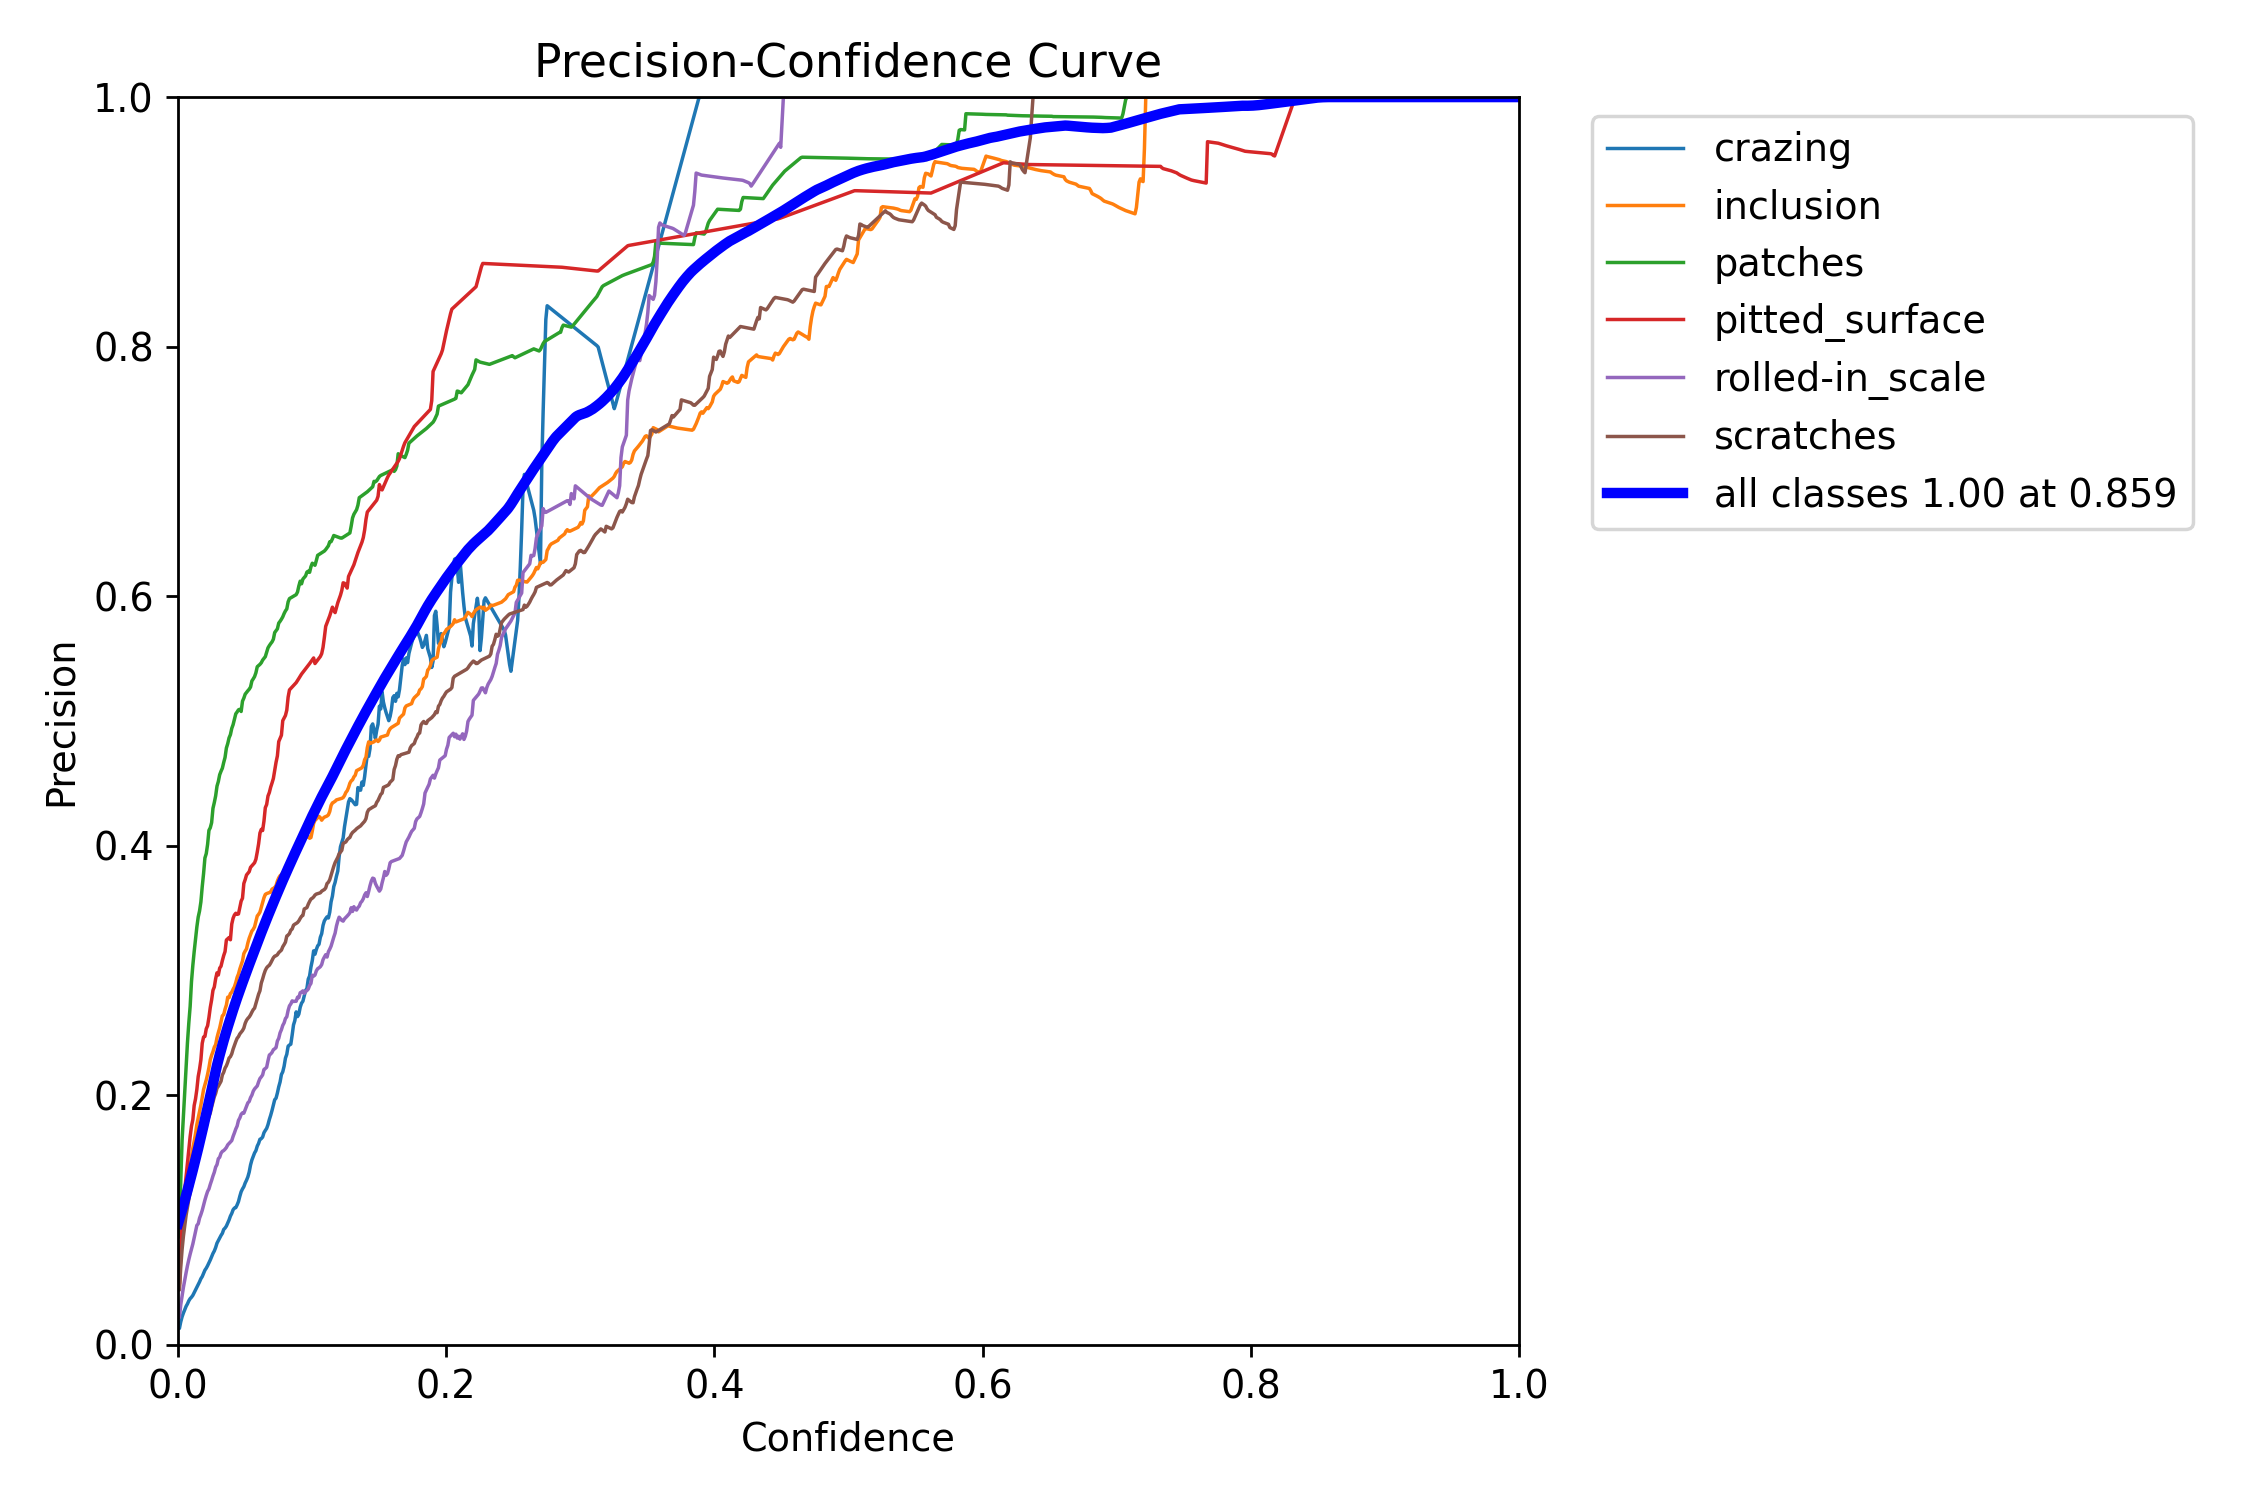 Precision-Confidence Curve
1.0
0.8
0.6
0.4
0.2
0.0
Precision
0.0 0.2 0.4 0.6 0.8 1.0
Confidence
crazing
inclusion
patches
pitted_surface
rolled-in_scale
scratches
all classes 1.00 at 0.859